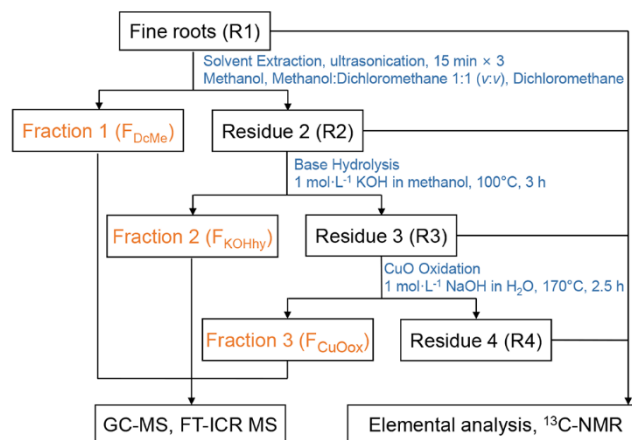 Fine roots (R1)
Solvent Extraction, ultrasonication, 15 min × 3
Methanol, Methanol:Dichloromethane 1:1 (v:v), Dichloromethane
Fraction 1 (F_DcMe)
Residue 2 (R2)
Base Hydrolysis
1 mol·L⁻¹ KOH in methanol, 100°C, 3 h
Fraction 2 (F_KOHhy)
Residue 3 (R3)
CuO Oxidation
1 mol·L⁻¹ NaOH in H₂O, 170°C, 2.5 h
Fraction 3 (F_CuOox)
Residue 4 (R4)
GC-MS, FT-ICR MS
Elemental analysis, ¹³C-NMR